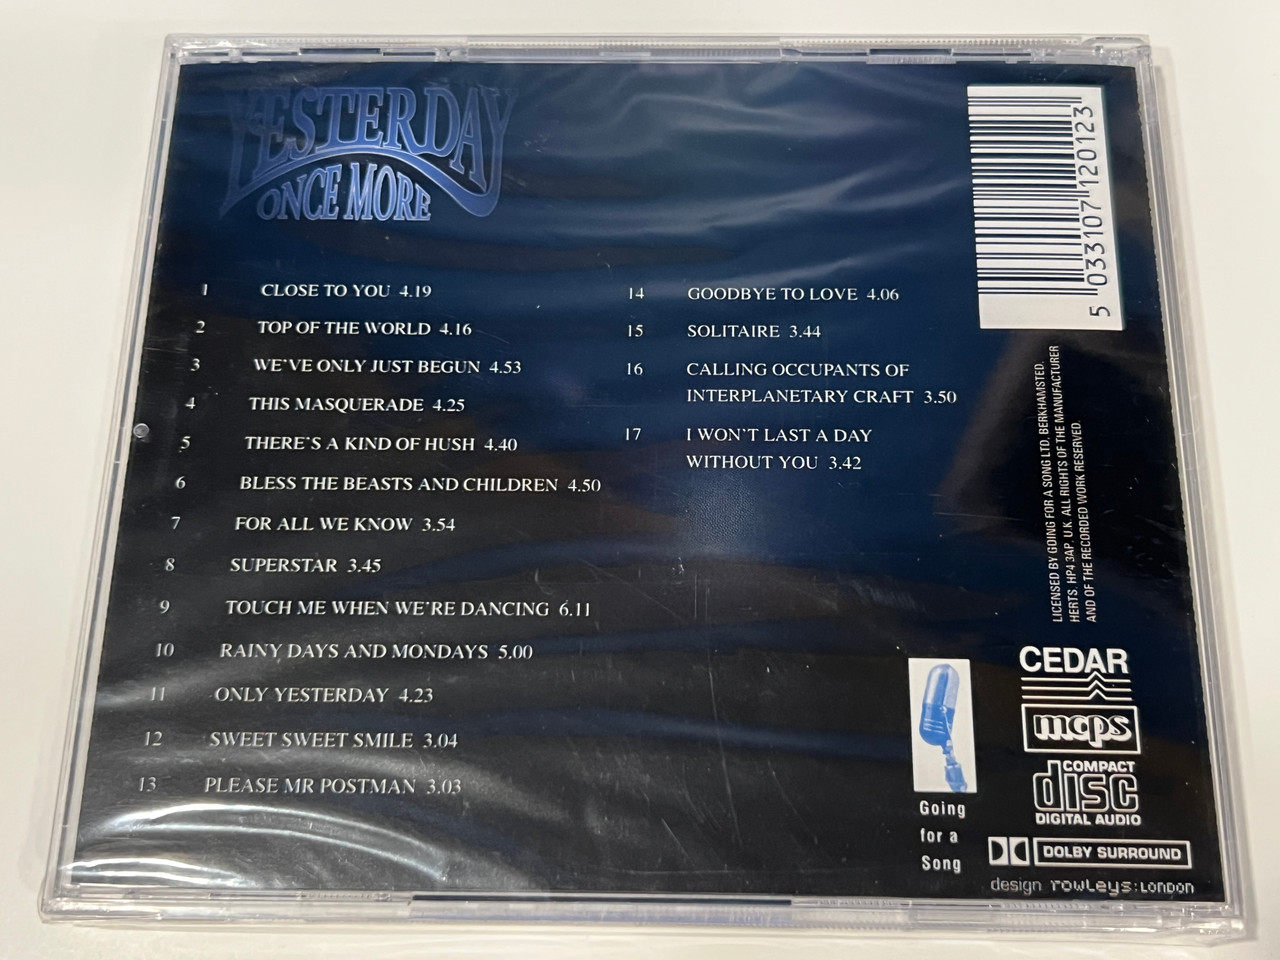 YESTERDAY
ONCE MORE
1 CLOSE TO YOU 4.19
2 TOP OF THE WORLD 4.16
3 WE'VE ONLY JUST BEGUN 4.53
4 THIS MASQUERADE 4.25
5 THERE'S A KIND OF HUSH 4.40
6 BLESS THE BEASTS AND CHILDREN 4.50
7 FOR ALL WE KNOW 3.54
8 SUPERSTAR 3.45
9 TOUCH ME WHEN WE'RE DANCING 6.11
10 RAINY DAYS AND MONDAYS 5.00
11 ONLY YESTERDAY 4.23
12 SWEET SWEET SMILE 3.04
13 PLEASE MR POSTMAN 3.03
14 GOODBYE TO LOVE 4.06
15 SOLITAIRE 3.44
16 CALLING OCCUPANTS OF
INTERPLANETARY CRAFT 3.50
17 I WON'T LAST A DAY
WITHOUT YOU 3.42
5 033107 120123
LICENSED BY GOING FOR A SONG LTD, BERKHAMSTED,
HERTS. HP4 3AP. U.K. ALL RIGHTS OF THE MANUFACTURER
AND OF THE RECORDED WORK RESERVED.
Going
for a
Song
CEDAR
mcps
COMPACT
disc
DIGITAL AUDIO
DOLBY SURROUND
design rowleys:LONDON